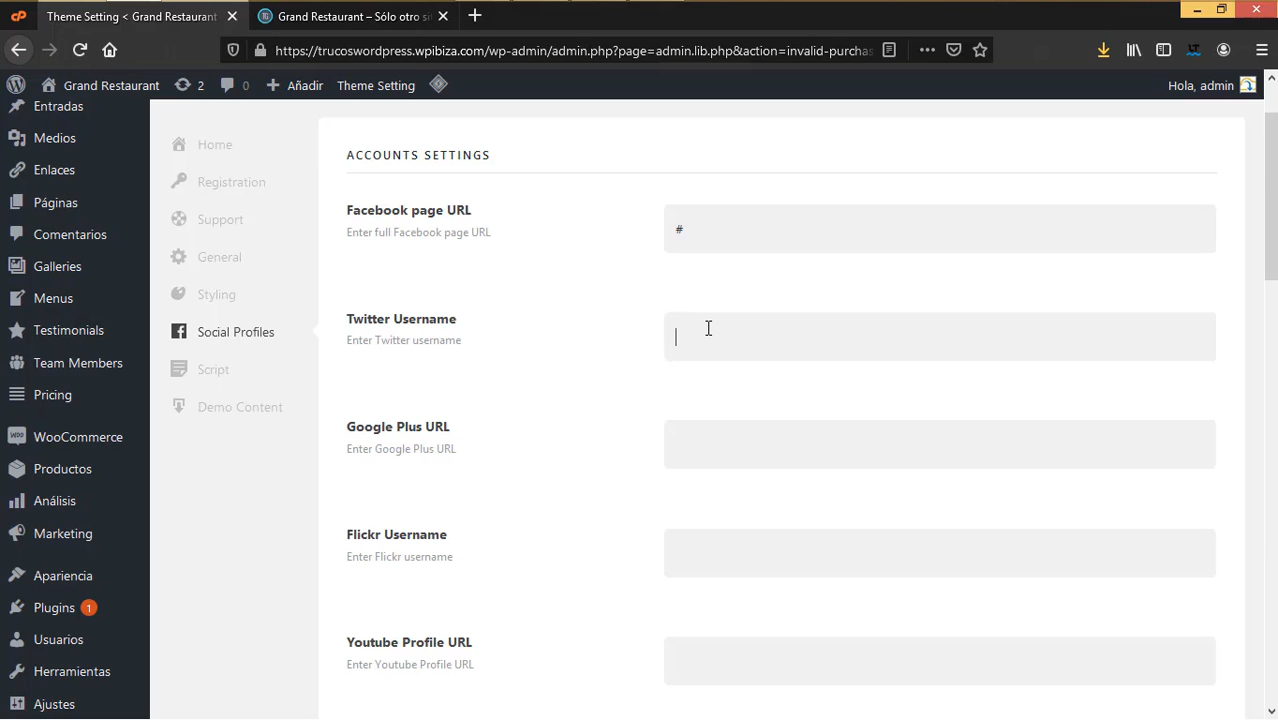 Theme Setting < Grand Restaurant
Grand Restaurant – Sólo otro si
https://trucoswordpress.wpibiza.com/wp-admin/admin.php?page=admin.lib.php&action=invalid-purchas
Grand Restaurant
2
0
Añadir
Theme Setting
Hola, admin
Entradas
Medios
Enlaces
Páginas
Comentarios
Galleries
Menus
Testimonials
Team Members
Pricing
WooCommerce
Productos
Análisis
Marketing
Apariencia
Plugins 1
Usuarios
Herramientas
Ajustes
Home
Registration
Support
General
Styling
Social Profiles
Script
Demo Content
ACCOUNTS SETTINGS
Facebook page URL
Enter full Facebook page URL
#
Twitter Username
Enter Twitter username
Google Plus URL
Enter Google Plus URL
Flickr Username
Enter Flickr username
Youtube Profile URL
Enter Youtube Profile URL